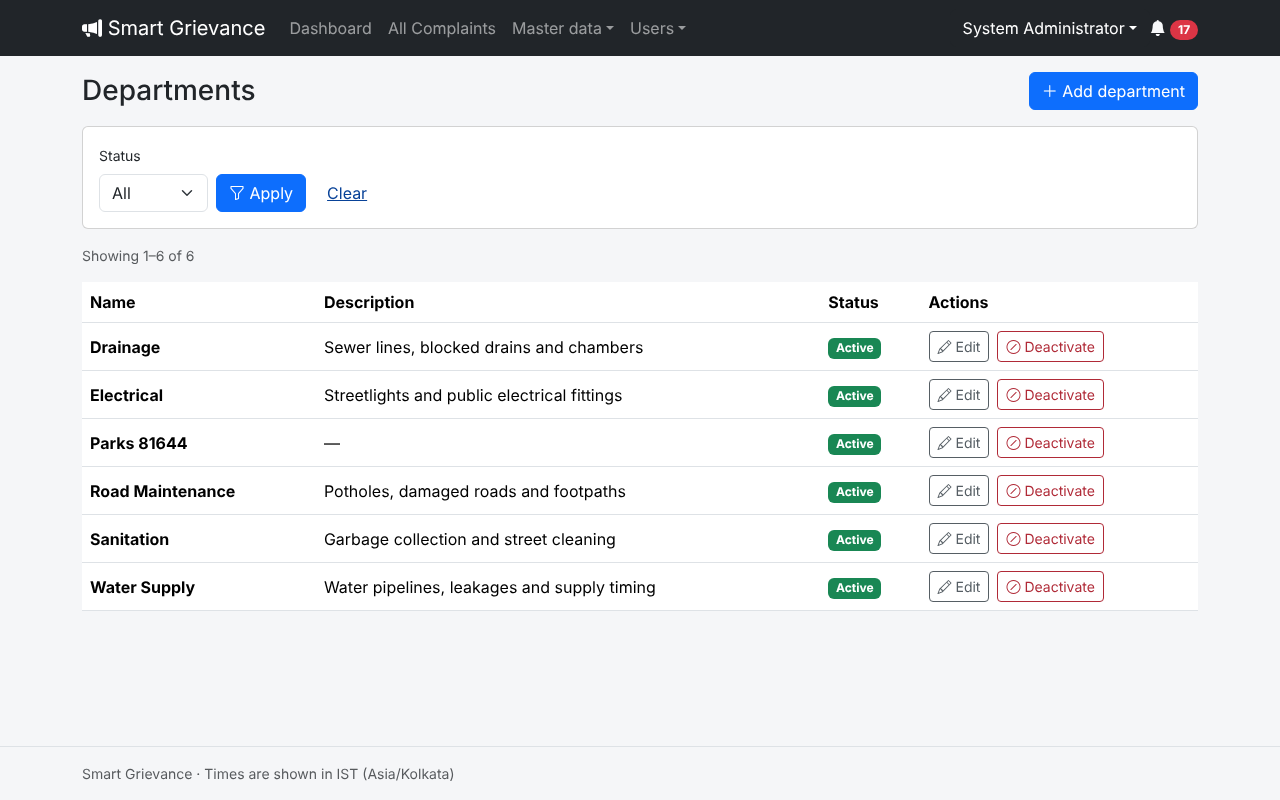 Smart Grievance Dashboard All Complaints Master data Users System Administrator 17
Departments + Add department
Status
All Apply Clear
Showing 1–6 of 6
Name Description Status Actions
Drainage Sewer lines, blocked drains and chambers Active Edit Deactivate
Electrical Streetlights and public electrical fittings Active Edit Deactivate
Parks 81644 — Active Edit Deactivate
Road Maintenance Potholes, damaged roads and footpaths Active Edit Deactivate
Sanitation Garbage collection and street cleaning Active Edit Deactivate
Water Supply Water pipelines, leakages and supply timing Active Edit Deactivate
Smart Grievance · Times are shown in IST (Asia/Kolkata)